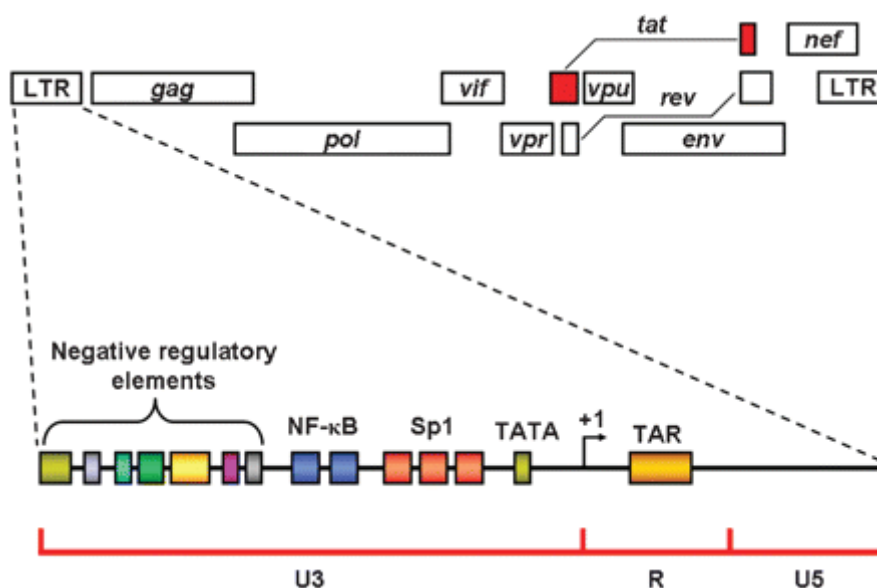 tat
nef
LTR
gag
vif
vpu
rev
LTR
pol
vpr
env
Negative regulatory
elements
NF-κB
Sp1
TATA
+1
TAR
U3
R
U5